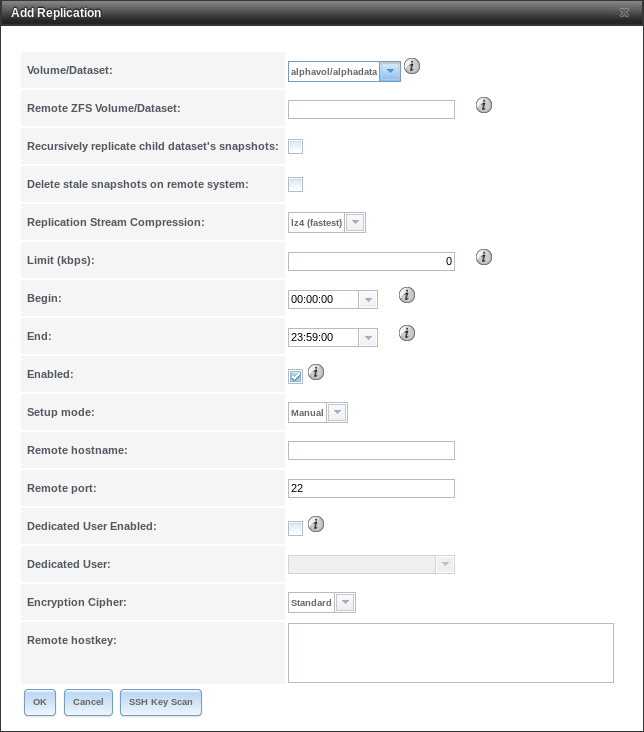 Add Replication
Volume/Dataset: alphavol/alphadata
Remote ZFS Volume/Dataset:
Recursively replicate child dataset's snapshots:
Delete stale snapshots on remote system:
Replication Stream Compression: lz4 (fastest)
Limit (kbps): 0
Begin: 00:00:00
End: 23:59:00
Enabled:
Setup mode: Manual
Remote hostname:
Remote port: 22
Dedicated User Enabled:
Dedicated User:
Encryption Cipher: Standard
Remote hostkey:
OK Cancel SSH Key Scan